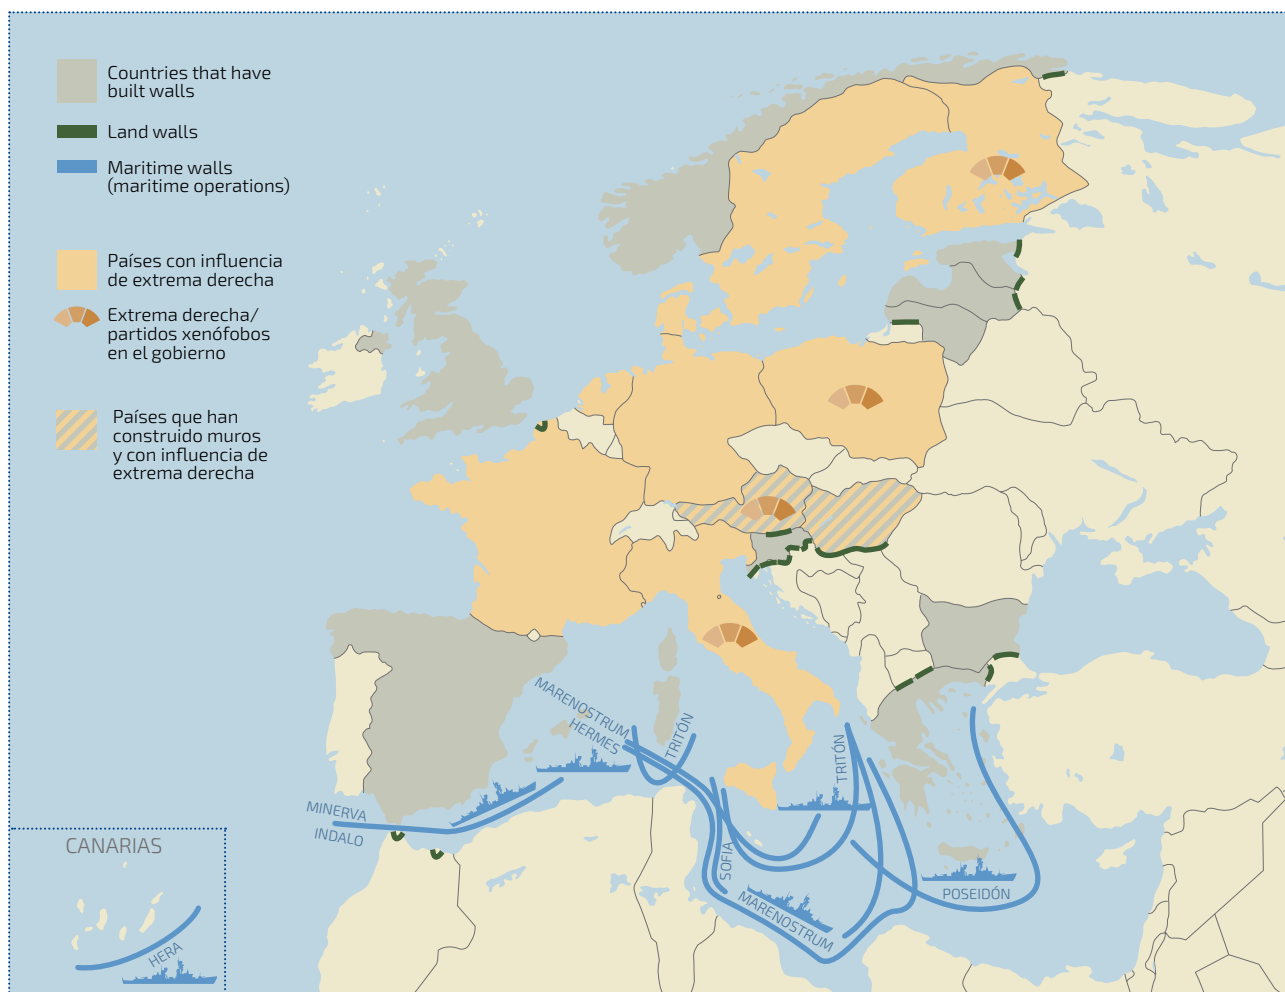 Countries that have
built walls
Land walls
Maritime walls
(maritime operations)
Países con influencia
de extrema derecha
Extrema derecha/
partidos xenófobos
en el gobierno
Países que han
construido muros
y con influencia de
extrema derecha
MARENOSTRUM
HERMES
TRITÓN
TRITÓN
MINERVA
INDALO
SOFIA
MARENOSTRUM
POSEIDÓN
CANARIAS
HERA